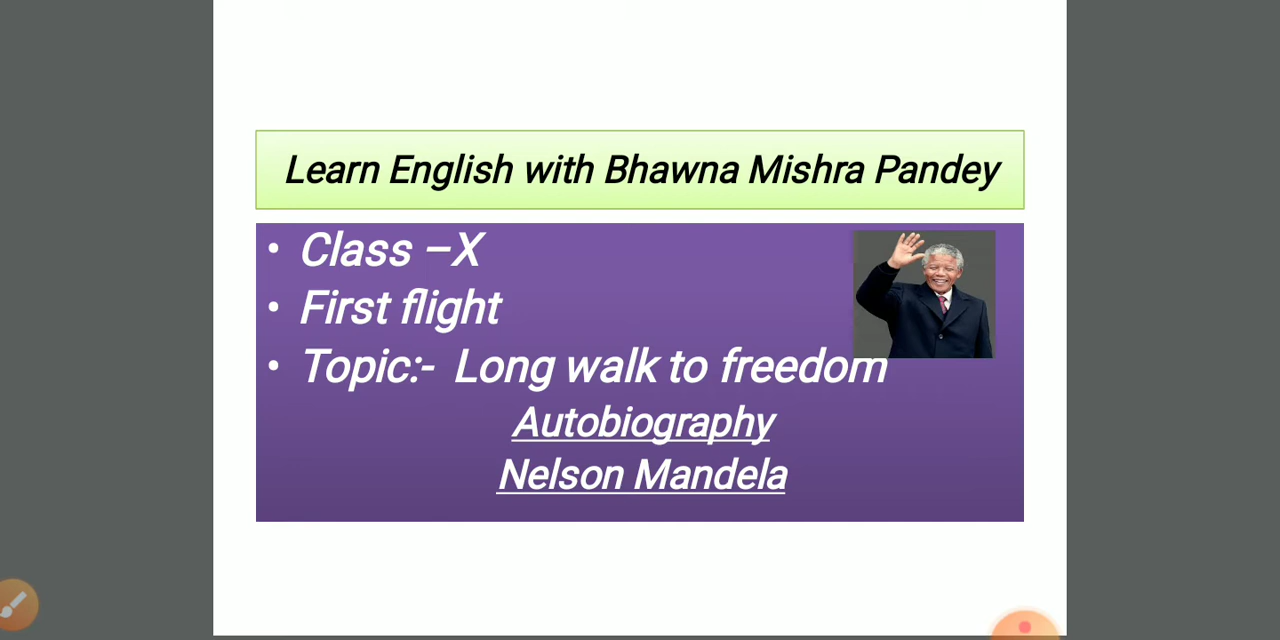 Learn English with Bhawna Mishra Pandey
• Class –X
• First flight
• Topic:- Long walk to freedom
Autobiography
Nelson Mandela